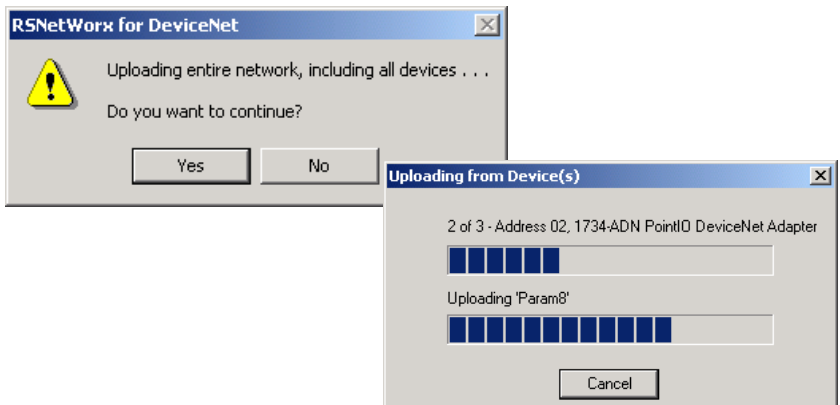 RSNetWorx for DeviceNet
Uploading entire network, including all devices . . .
Do you want to continue?
Yes
No
Uploading from Device(s)
2 of 3 - Address 02, 1734-ADN PointIO DeviceNet Adapter
Uploading 'Param8'
Cancel